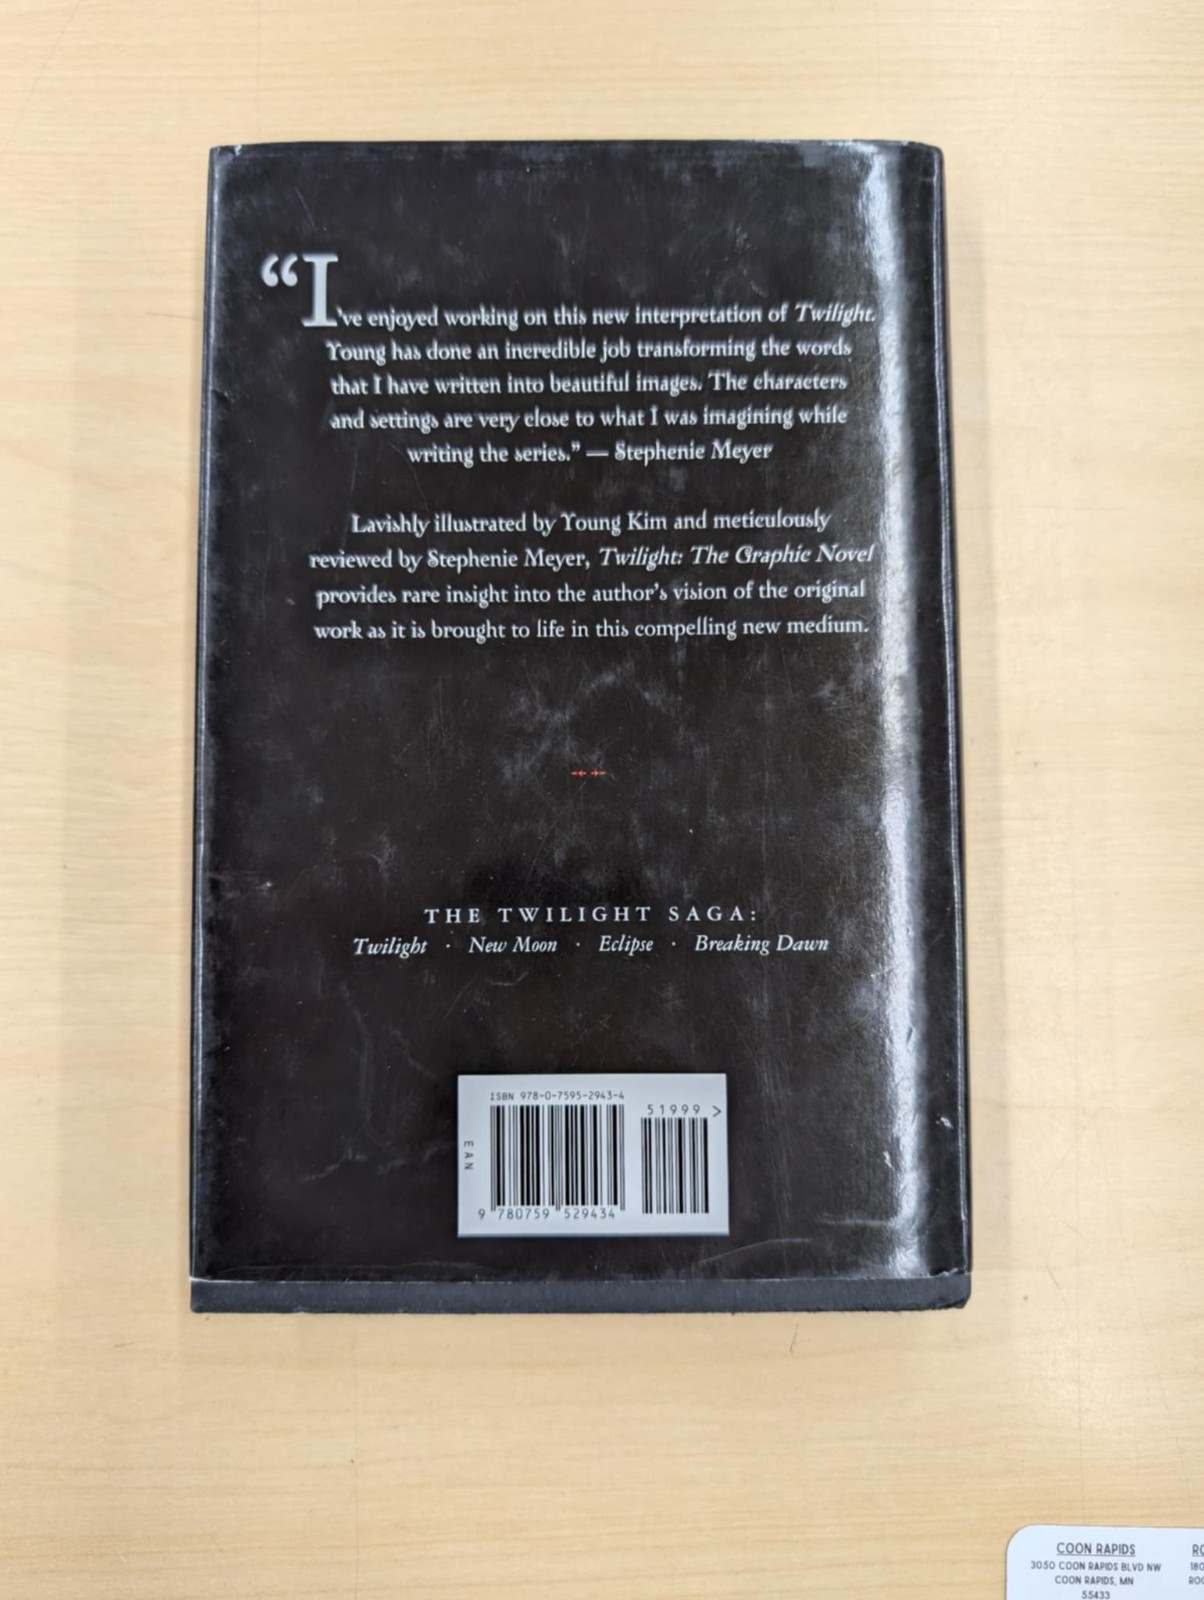 “I’ve enjoyed working on this new interpretation of Twilight.
Young has done an incredible job transforming the words
that I have written into beautiful images. The characters
and settings are very close to what I was imagining while
writing the series.” — Stephenie Meyer
Lavishly illustrated by Young Kim and meticulously
reviewed by Stephenie Meyer, Twilight: The Graphic Novel
provides rare insight into the author’s vision of the original
work as it is brought to life in this compelling new medium.
THE TWILIGHT SAGA:
Twilight · New Moon · Eclipse · Breaking Dawn
ISBN 978-0-7595-2943-4
51999 >
EAN
9 780759 529434
COON RAPIDS
3050 COON RAPIDS BLVD NW
COON RAPIDS, MN
55433